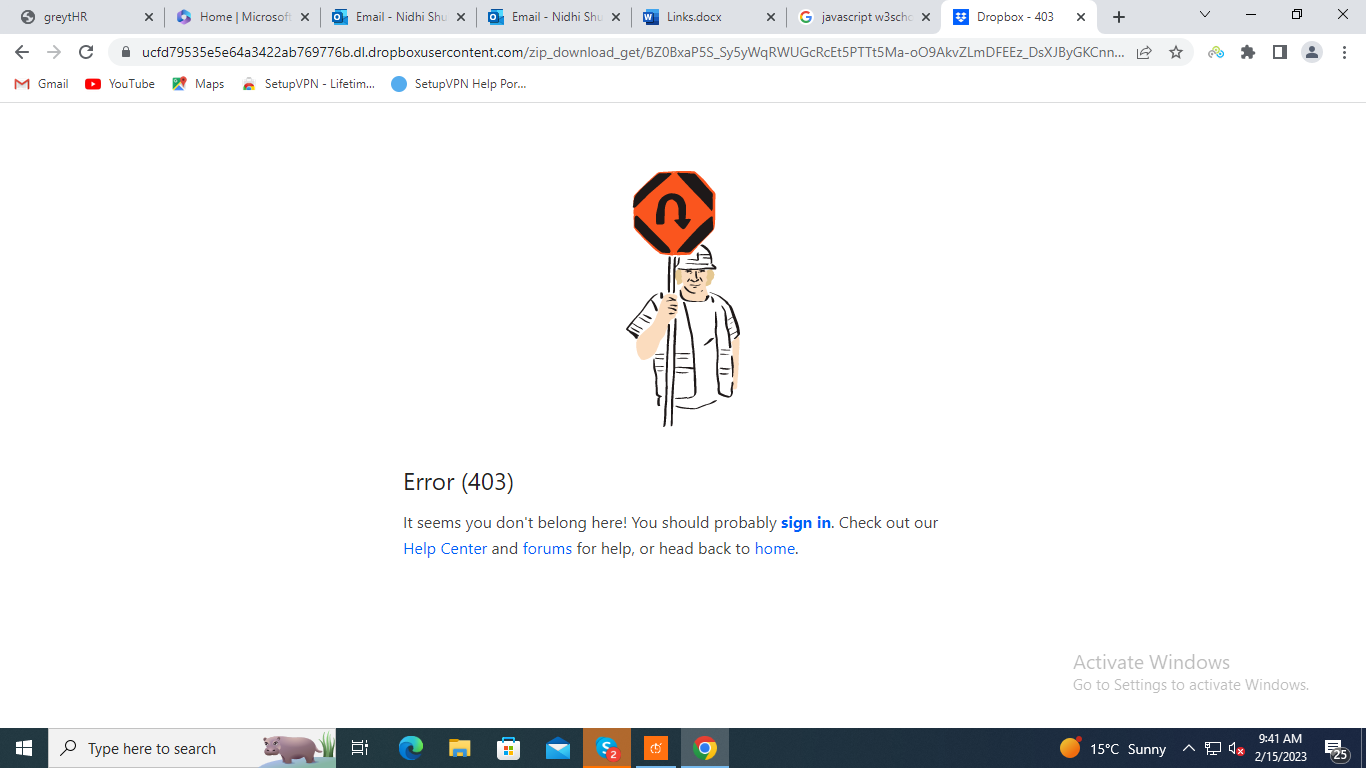 greytHR
Home | Microsoft
Email - Nidhi Shu
Email - Nidhi Shu
Links.docx
javascript w3scho
Dropbox - 403
ucfd79535e5e64a3422ab769776b.dl.dropboxusercontent.com/zip_download_get/BZ0BxaP5S_Sy5yWqRWUGcRcEt5PTTt5Ma-oO9AkvZLmDFEEz_DsXJByGKCnn...
Gmail
YouTube
Maps
SetupVPN - Lifetim...
SetupVPN Help Por...
Error (403)
It seems you don't belong here! You should probably sign in. Check out our
Help Center and forums for help, or head back to home.
Activate Windows
Go to Settings to activate Windows.
Type here to search
2
15°C Sunny
9:41 AM
2/15/2023
25